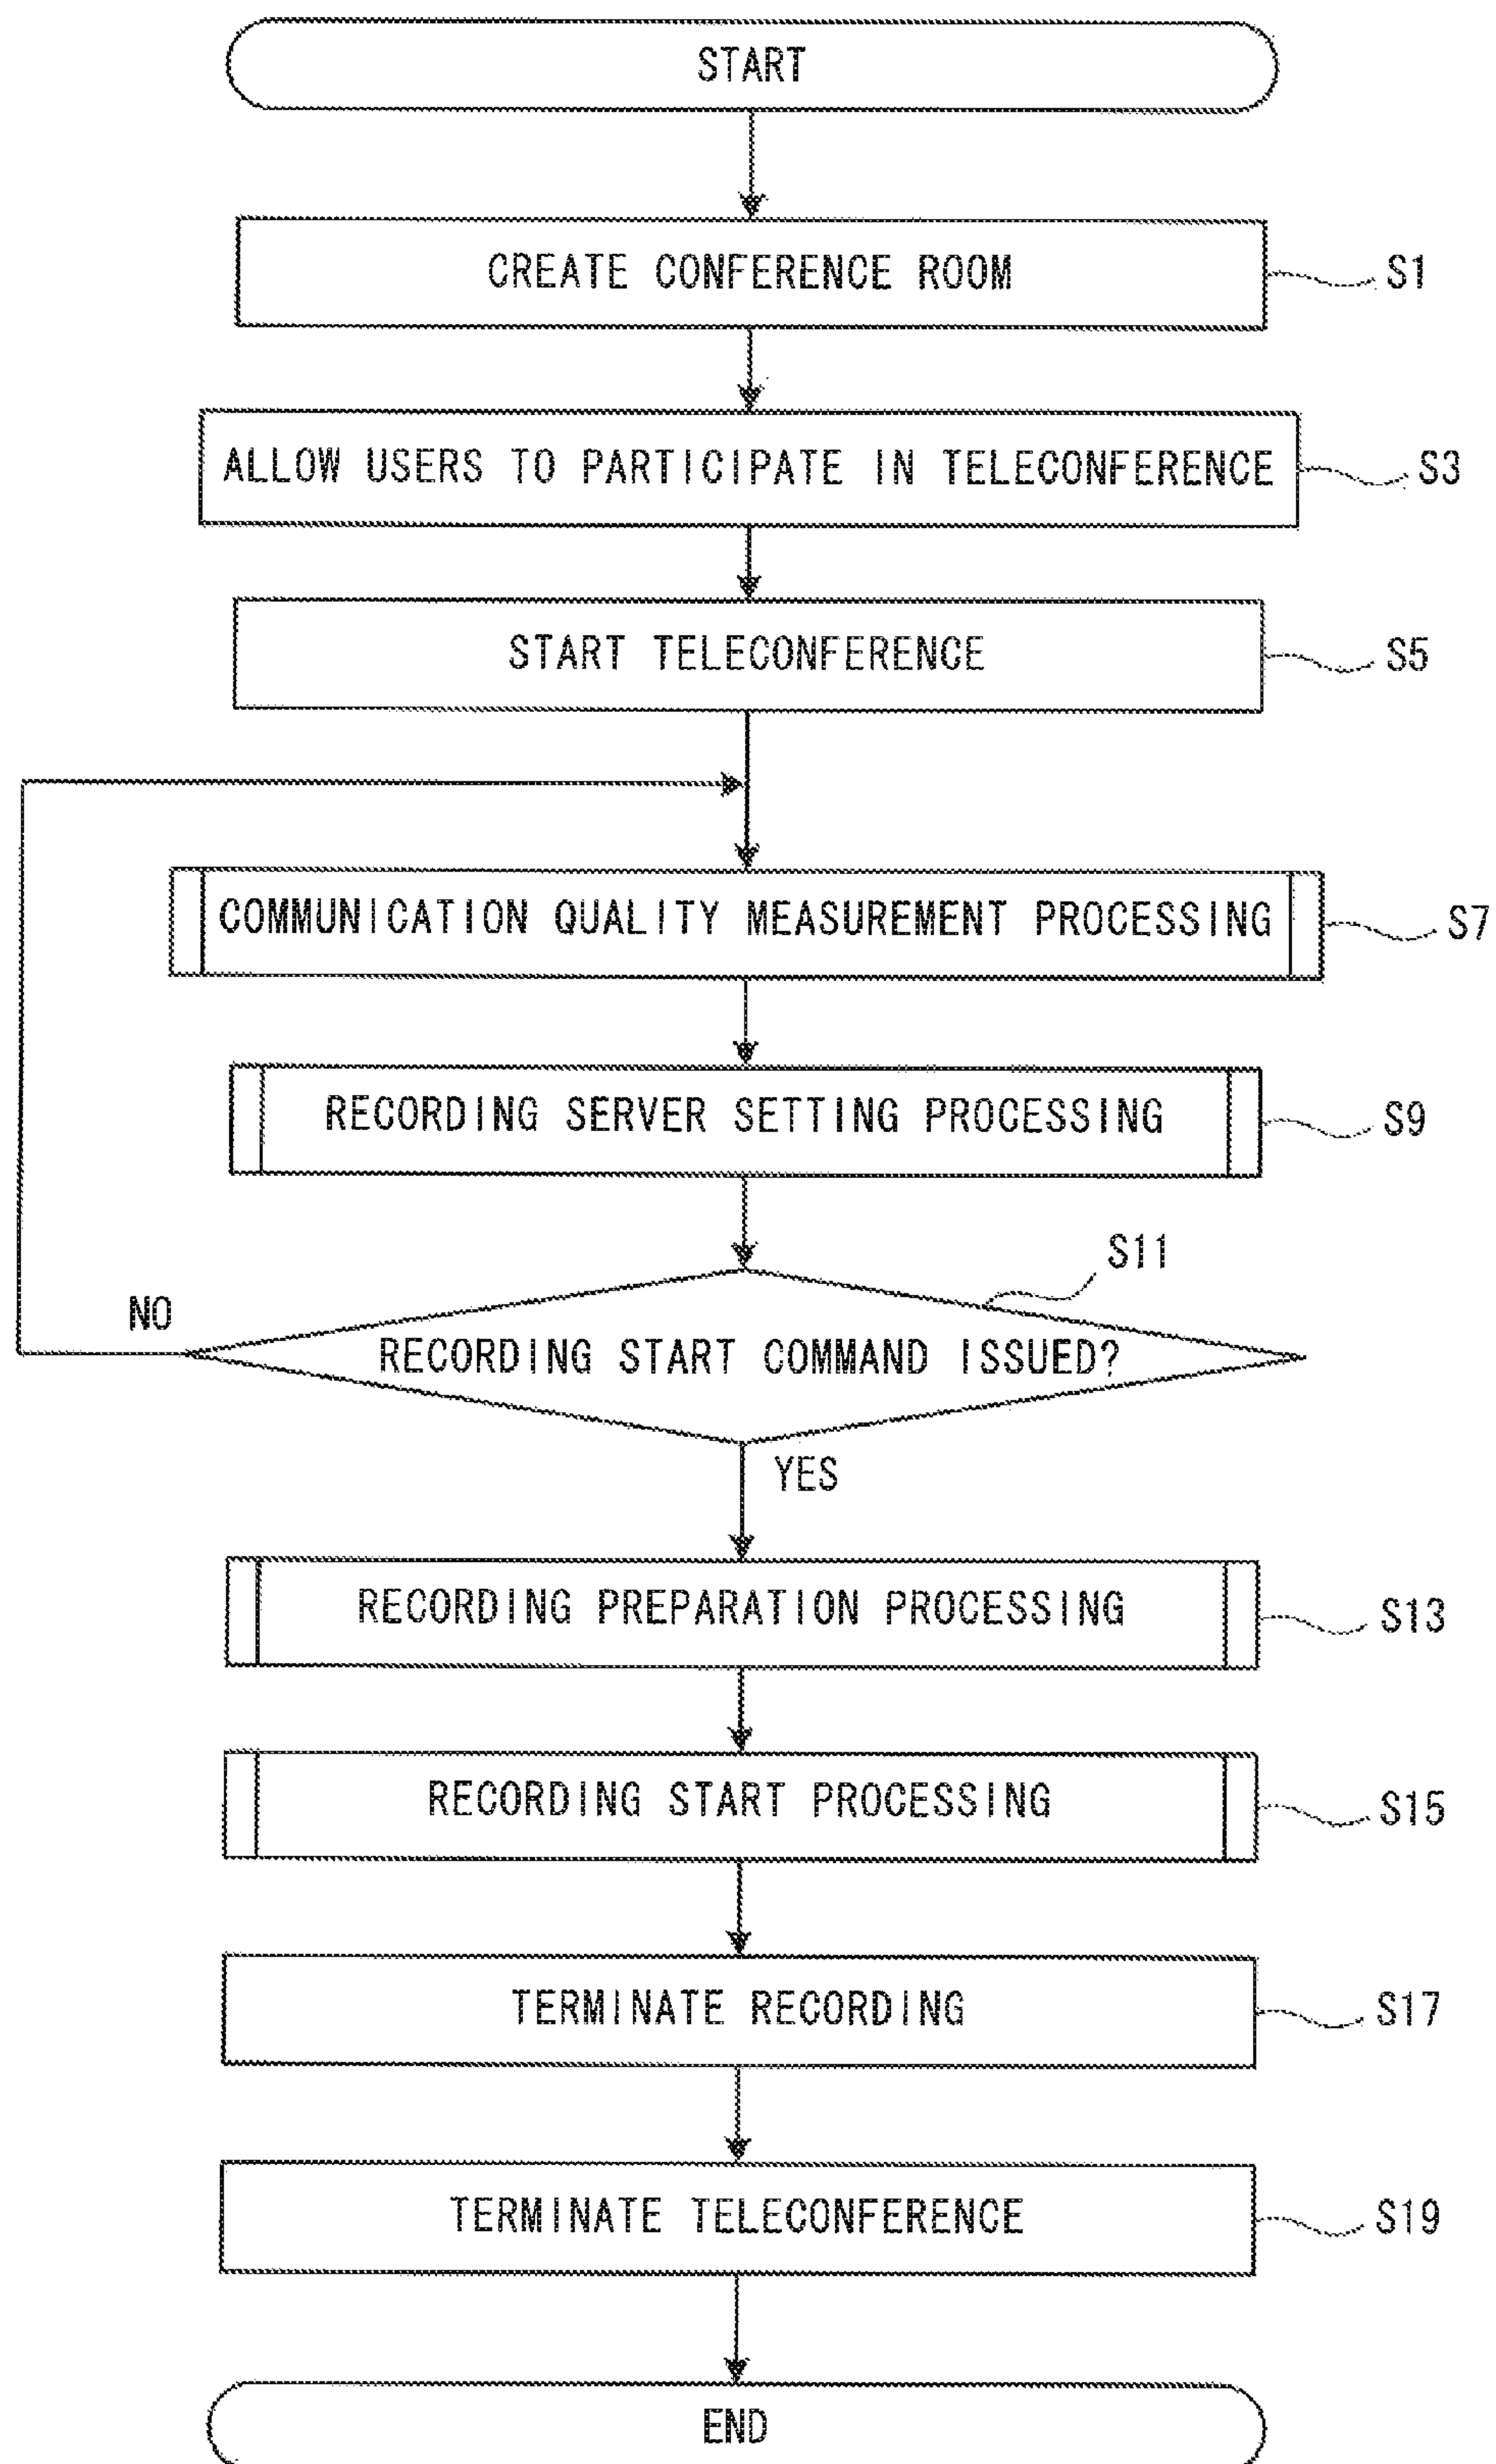 START
CREATE CONFERENCE ROOM
S1
ALLOW USERS TO PARTICIPATE IN TELECONFERENCE
S3
START TELECONFERENCE
S5
COMMUNICATION QUALITY MEASUREMENT PROCESSING
S7
RECORDING SERVER SETTING PROCESSING
S9
S11
NO
RECORDING START COMMAND ISSUED?
YES
RECORDING PREPARATION PROCESSING
S13
RECORDING START PROCESSING
S15
TERMINATE RECORDING
S17
TERMINATE TELECONFERENCE
S19
END